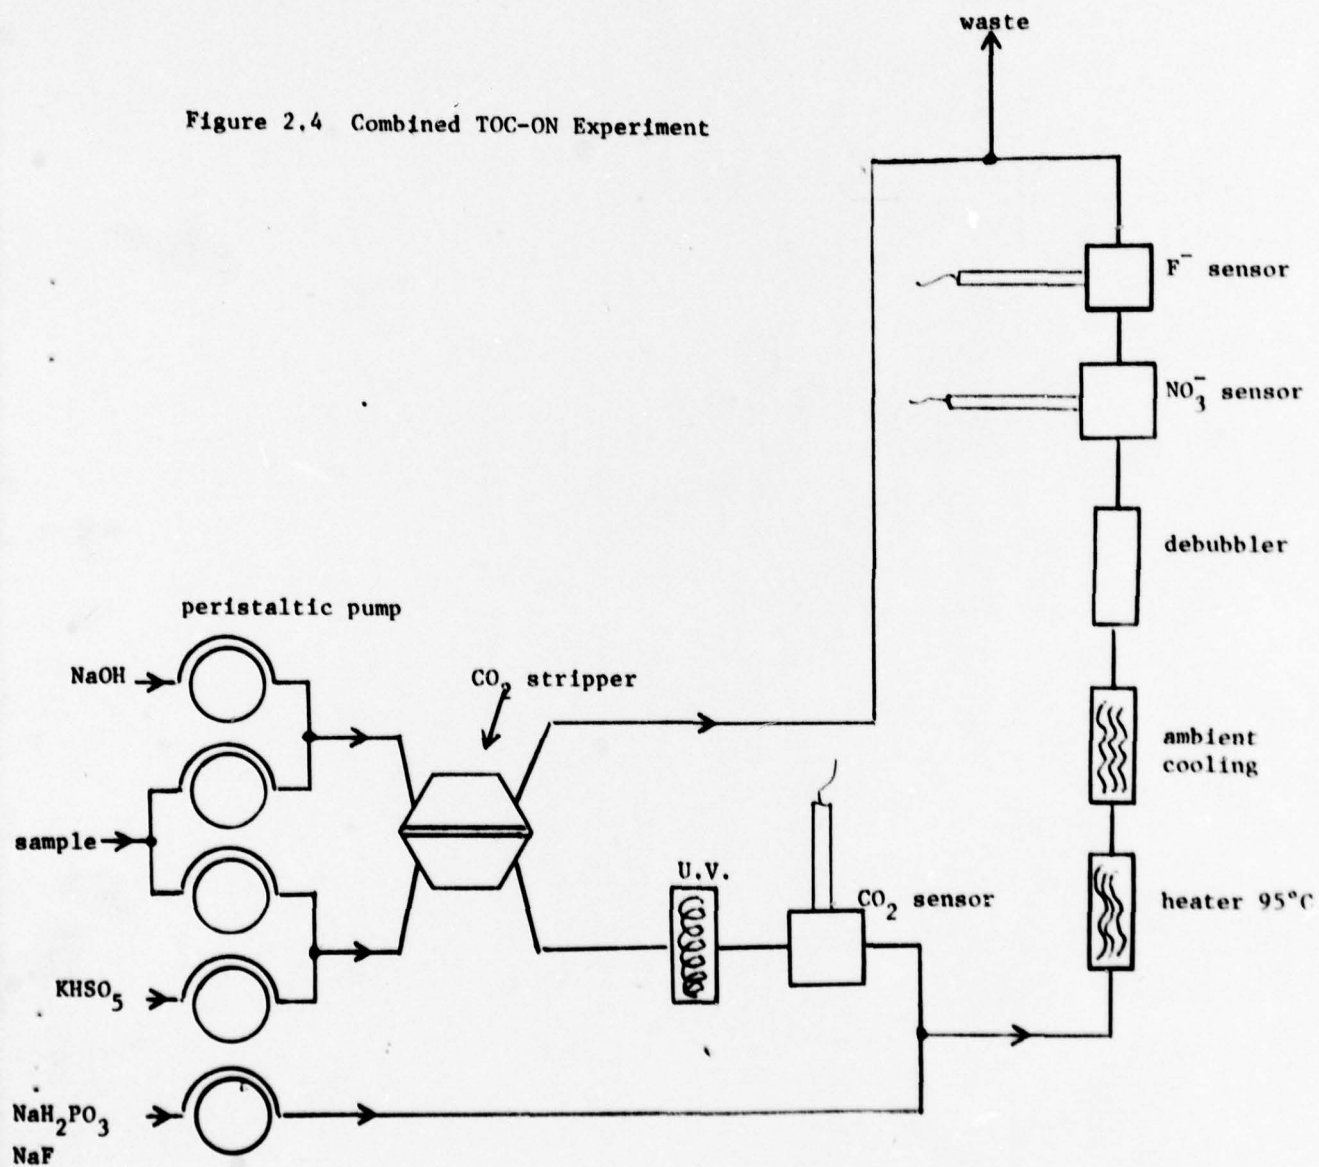 waste
Figure 2.4 Combined TOC-ON Experiment
F⁻ sensor
NO₃⁻ sensor
debubbler
peristaltic pump
NaOH
CO₂ stripper
ambient
cooling
sample
U.V.
CO₂ sensor
heater 95°C
KHSO₅
NaH₂PO₃
NaF